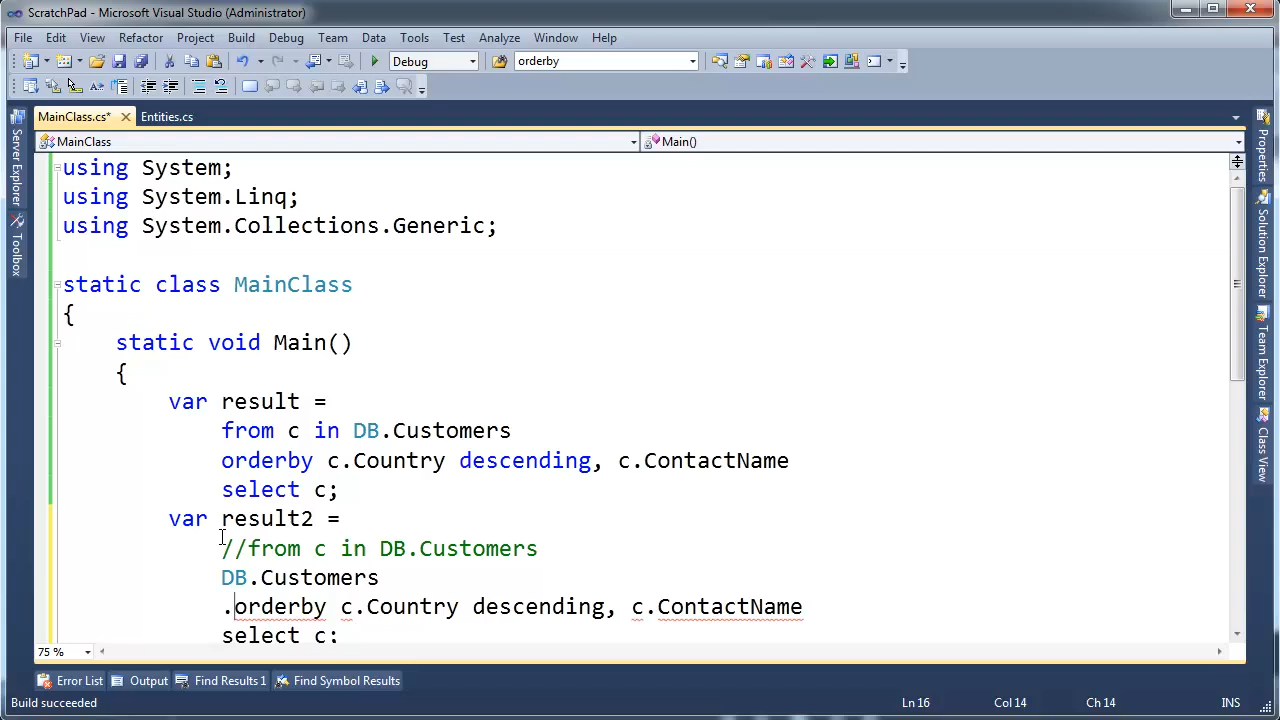 ScratchPad - Microsoft Visual Studio (Administrator)
File Edit View Refactor Project Build Debug Team Data Tools Test Analyze Window Help
Debug orderby
MainClass.cs* Entities.cs
MainClass Main()
using System;
using System.Linq;
using System.Collections.Generic;
static class MainClass
{
static void Main()
{
var result =
from c in DB.Customers
orderby c.Country descending, c.ContactName
select c;
var result2 =
//from c in DB.Customers
DB.Customers
.orderby c.Country descending, c.ContactName
select c;
75 %
Error List Output Find Results 1 Find Symbol Results
Build succeeded Ln 16 Col 14 Ch 14 INS
Server Explorer
Toolbox
Properties
Solution Explorer
Team Explorer
Class View